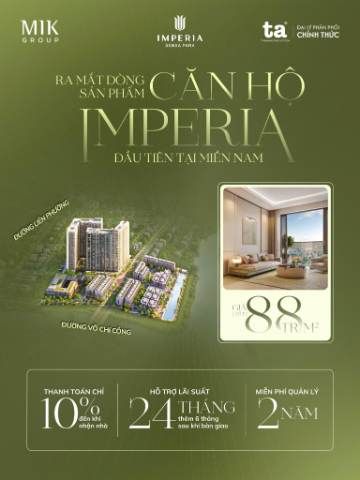 MIK
GROUP
IMPERIA
SENSA PARK
ta
ĐẠI LÝ PHÂN PHỐI
CHÍNH THỨC
RA MẮT DÒNG
SẢN PHẨM
CĂN HỘ
IMPERIA
ĐẦU TIÊN TẠI MIỀN NAM
ĐƯỜNG LIÊN PHƯỜNG
ĐƯỜNG VÕ CHÍ CÔNG
GIÁ
88
TR/M²
THANH TOÁN CHỈ
10%
đến khi
nhận nhà
HỖ TRỢ LÃI SUẤT
24 THÁNG
thêm 6 tháng
sau khi bàn giao
MIỄN PHÍ QUẢN LÝ
2 NĂM